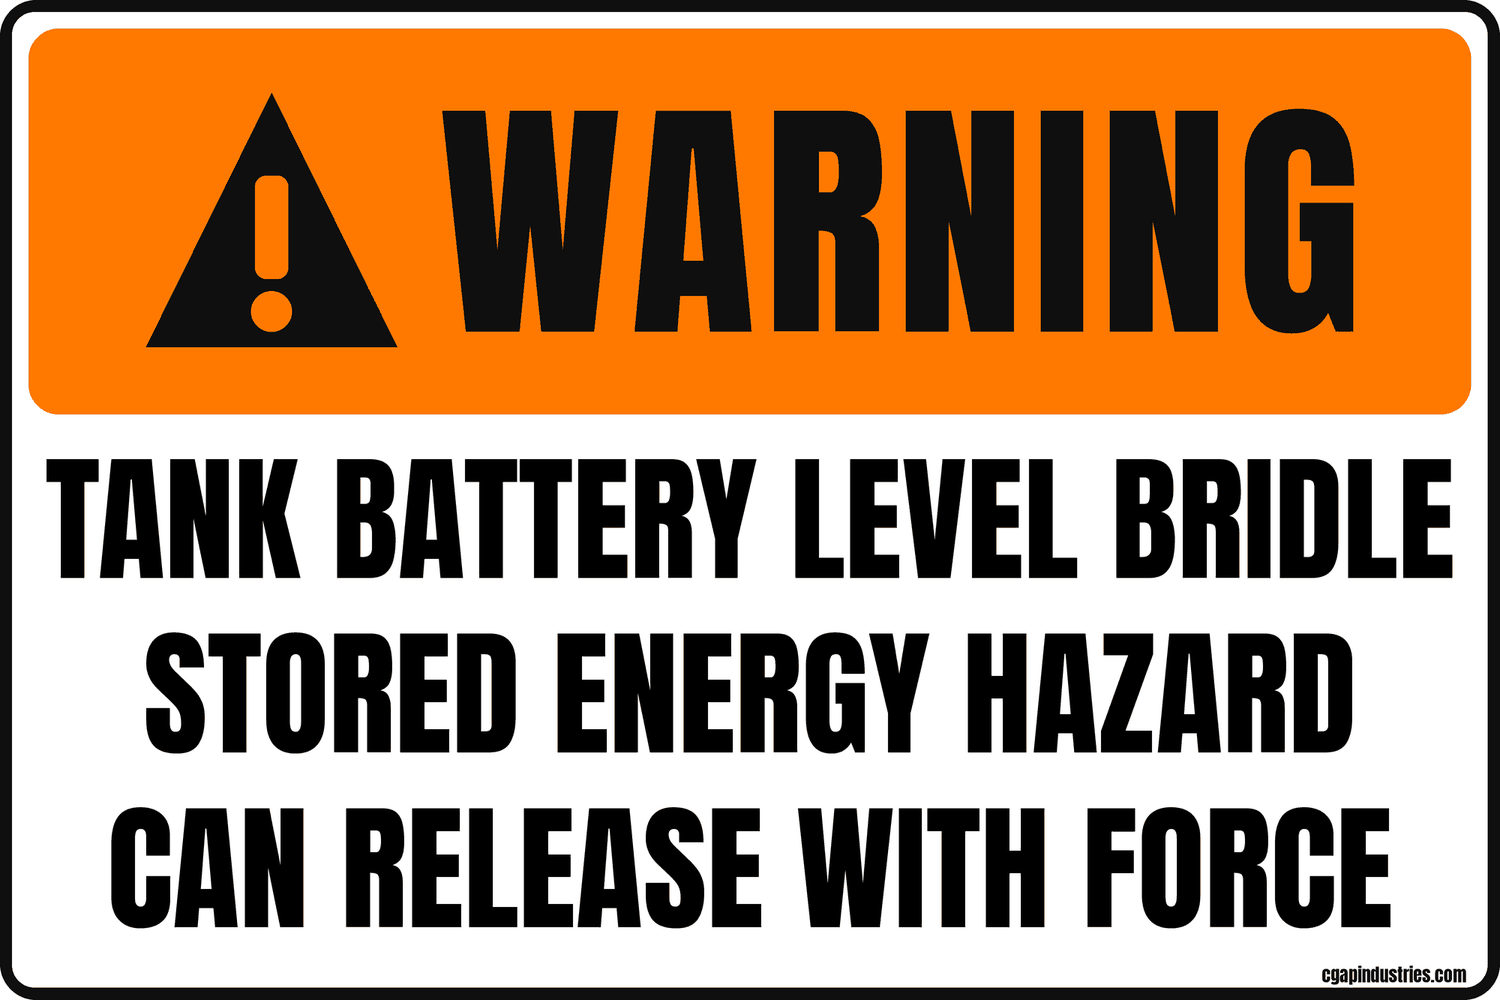 WARNING
TANK BATTERY LEVEL BRIDLE
STORED ENERGY HAZARD
CAN RELEASE WITH FORCE
cgapindustries.com